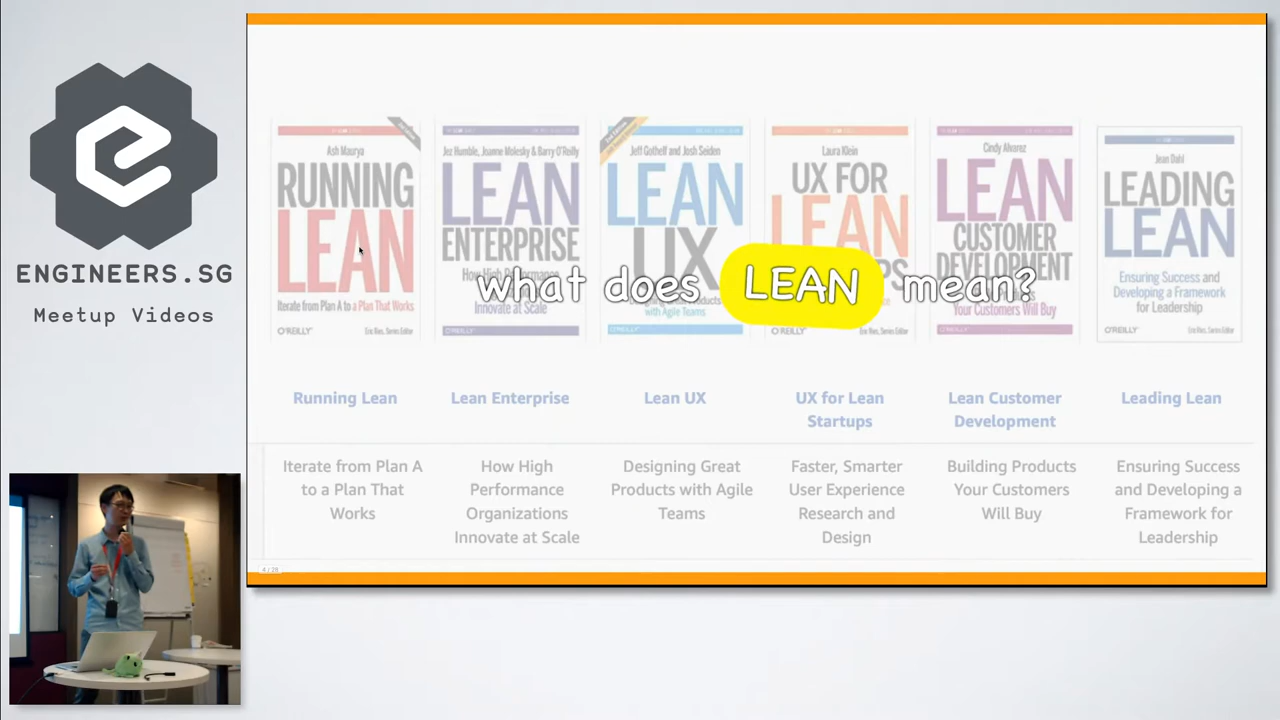 ENGINEERS.SG
Meetup Videos
Ash Maurya
RUNNING
LEAN
Iterate from Plan A to a Plan That Works
O'REILLY
Eric Ries, Series Editor
Jez Humble, Joanne Molesky & Barry O'Reilly
LEAN
ENTERPRISE
How High Performance
Innovate at Scale
O'REILLY
Jeff Gothelf and Josh Seiden
LEAN
UX
with Agile Teams
O'REILLY
Laura Klein
UX FOR
LEAN
Cindy Alvarez
LEAN
CUSTOMER
DEVELOPMENT
Your Customers Will Buy
O'REILLY
Eric Ries, Series Editor
Jean Dahl
LEADING
LEAN
Ensuring Success and
Developing a Framework
for Leadership
O'REILLY
Eric Ries, Series Editor
what does LEAN mean?
Running Lean
Lean Enterprise
Lean UX
UX for Lean
Startups
Lean Customer
Development
Leading Lean
Iterate from Plan A
to a Plan That
Works
How High
Performance
Organizations
Innovate at Scale
Designing Great
Products with Agile
Teams
Faster, Smarter
User Experience
Research and
Design
Building Products
Your Customers
Will Buy
Ensuring Success
and Developing a
Framework for
Leadership
4 / 26